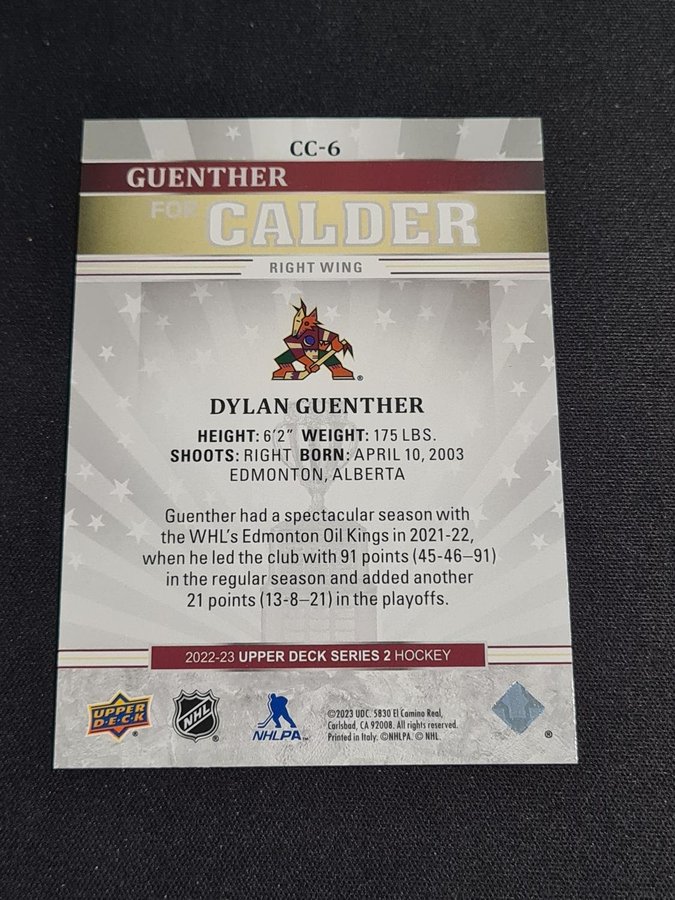 CC-6
GUENTHER
FOR CALDER
RIGHT WING
®
DYLAN GUENTHER
HEIGHT: 6'2" WEIGHT: 175 LBS.
SHOOTS: RIGHT BORN: APRIL 10, 2003
EDMONTON, ALBERTA
Guenther had a spectacular season with
the WHL's Edmonton Oil Kings in 2021-22,
when he led the club with 91 points (45-46–91)
in the regular season and added another
21 points (13-8–21) in the playoffs.
2022-23 UPPER DECK SERIES 2 HOCKEY
UPPER DECK ®
NHL ®
NHLPA™
©2023 UDC. 5830 El Camino Real,
Carlsbad, CA 92008. All rights reserved.
Printed in Italy. ©NHLPA. © NHL.
®